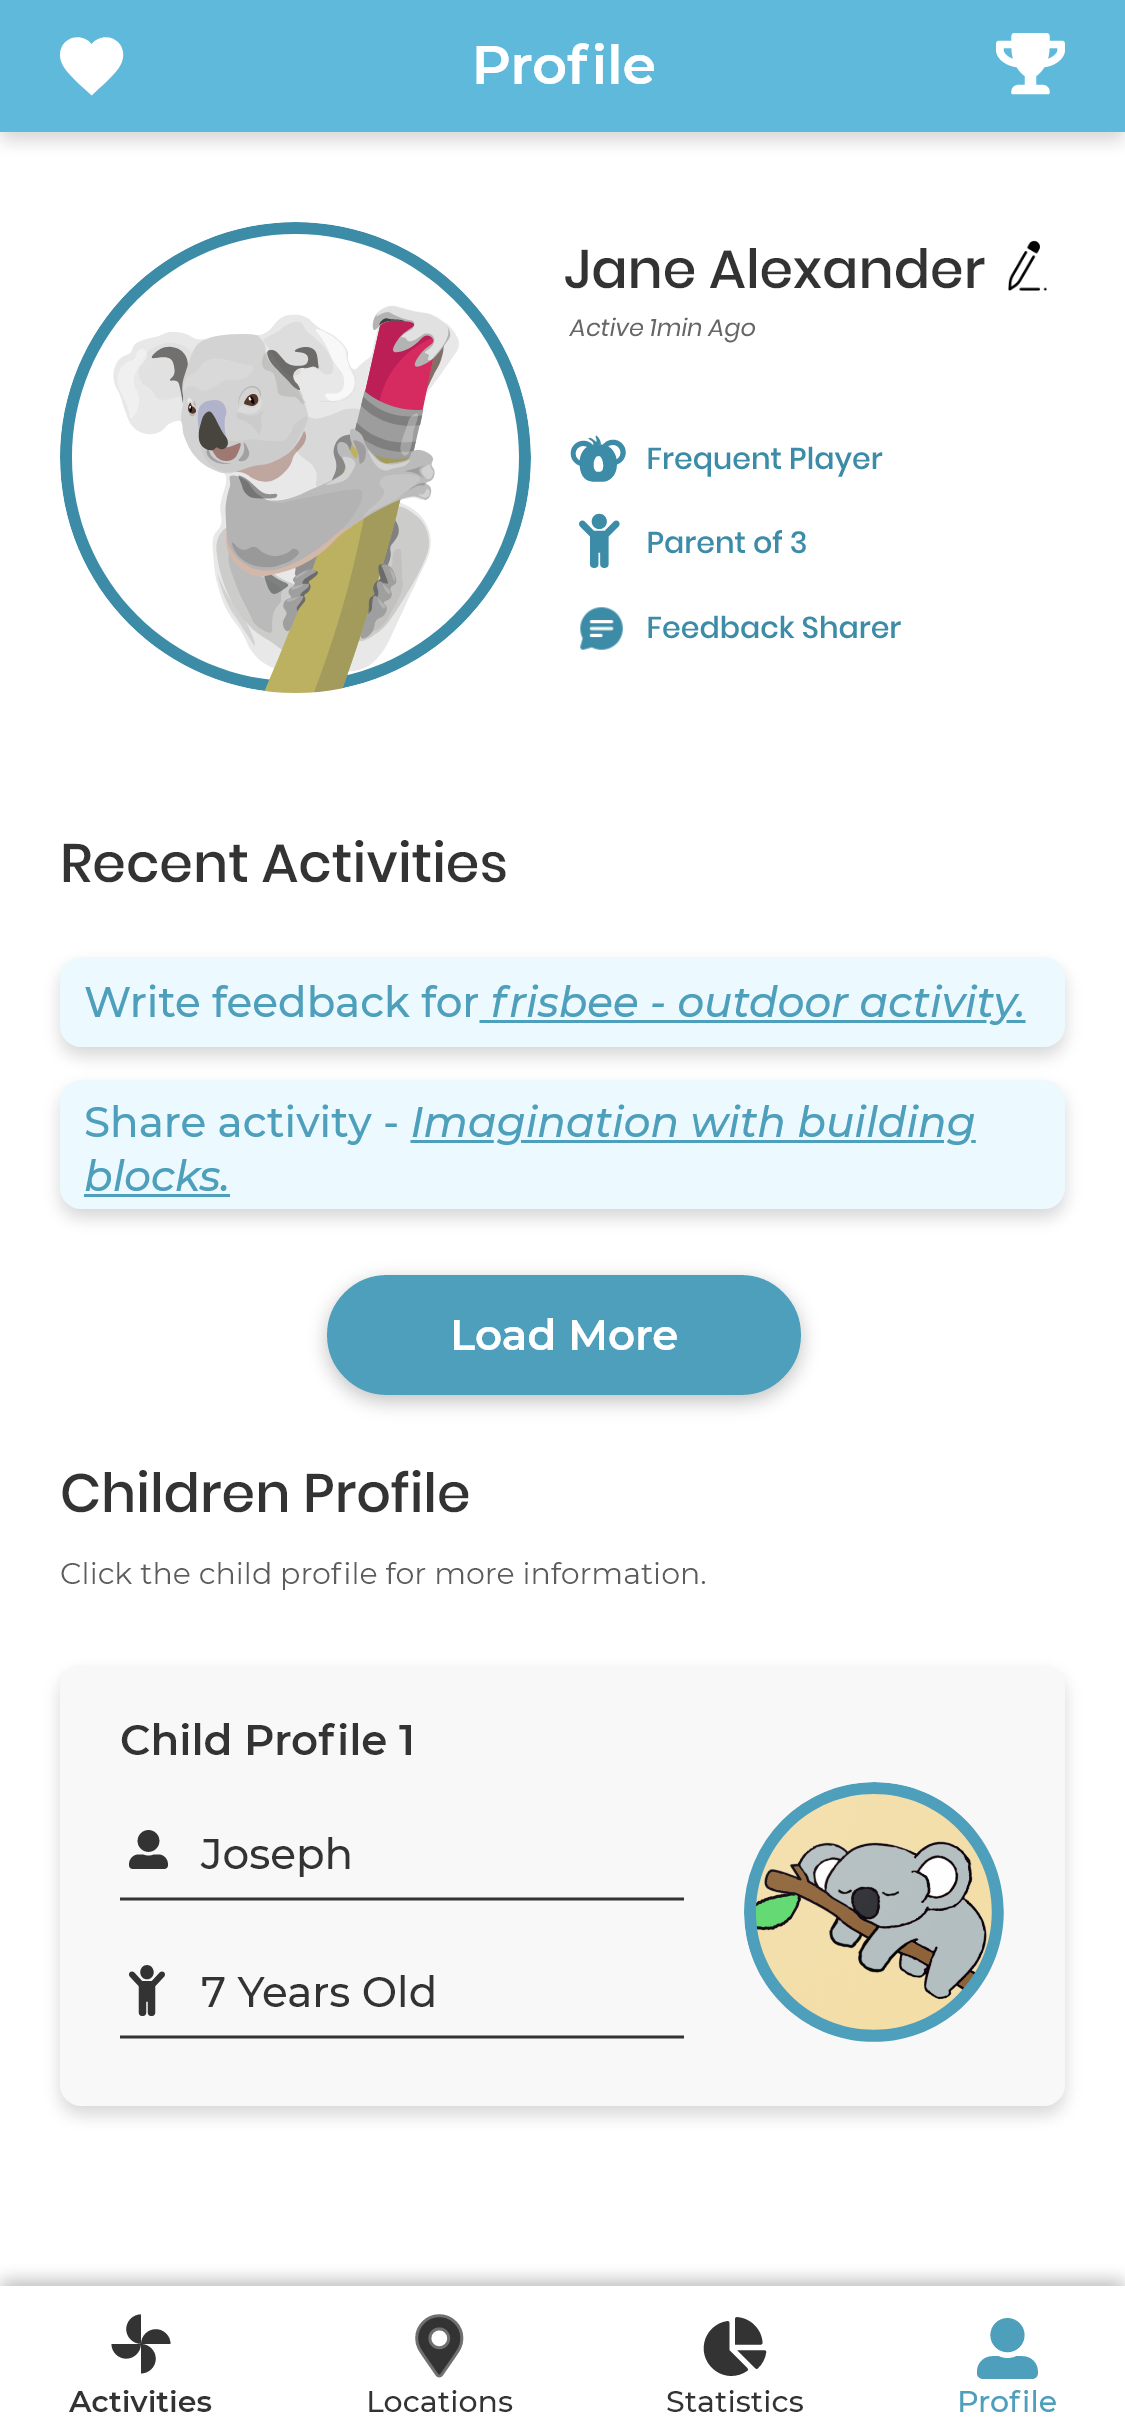 Profile
Jane Alexander
Active 1min Ago
Frequent Player
Parent of 3
Feedback Sharer
Recent Activities
Write feedback for frisbee - outdoor activity.
Share activity - Imagination with building
blocks.
Load More
Children Profile
Click the child profile for more information.
Child Profile 1
Joseph
7 Years Old
Activities
Locations
Statistics
Profile